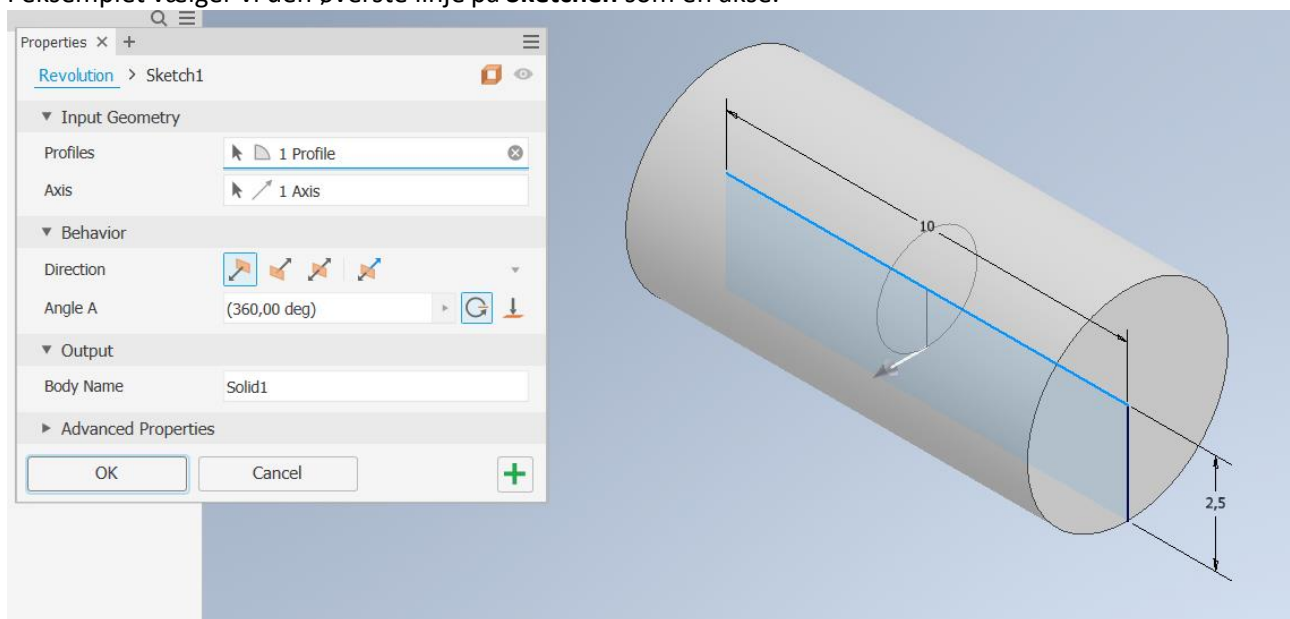 I eksemplet vælger vi den øverste linje på Sketchen som en akse.
Properties × +
Revolution > Sketch1
Input Geometry
Profiles 1 Profile
Axis 1 Axis
Behavior
Direction
Angle A (360,00 deg)
Output
Body Name Solid1
Advanced Properties
OK Cancel
10
2,5